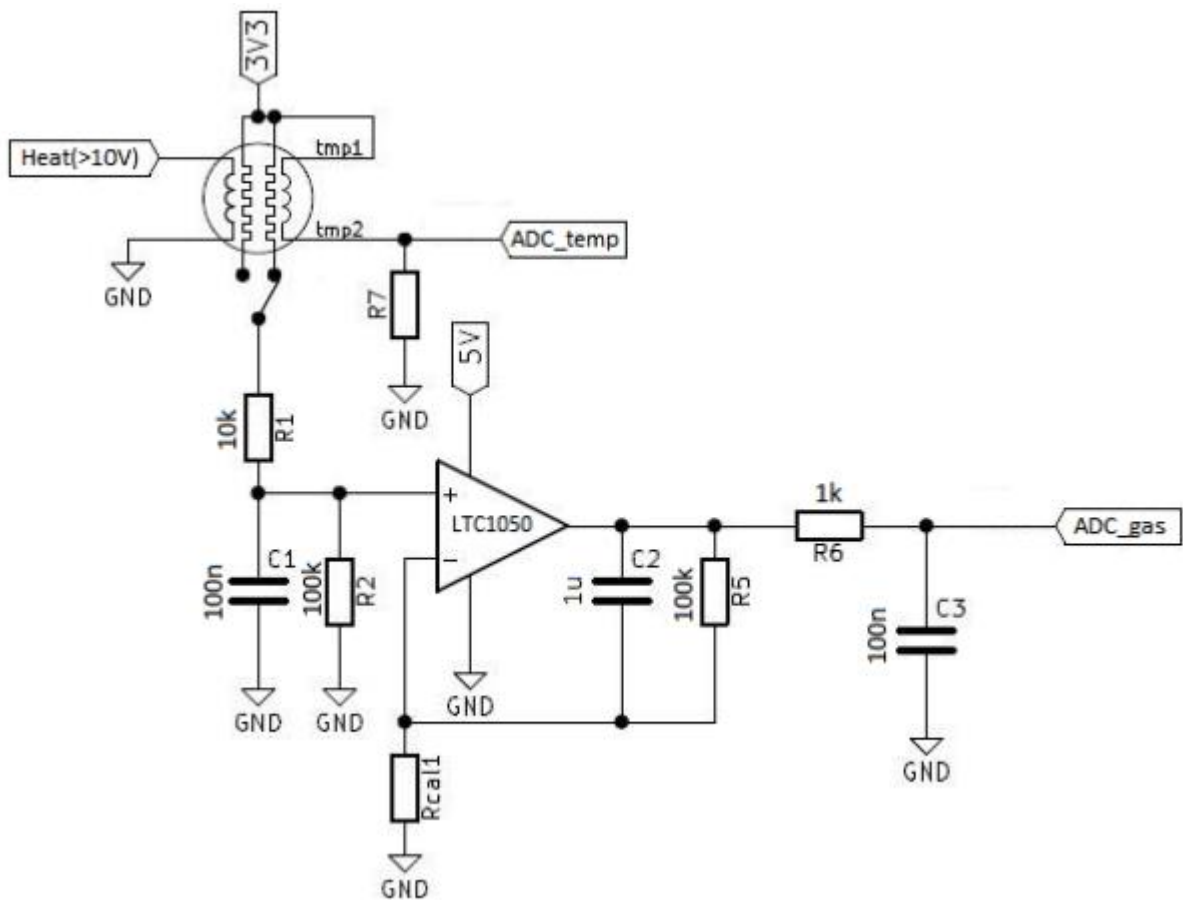 3V3
Heat(>10V)
tmp1
tmp2
ADC_temp
GND
R7
5V
GND
10k
R1
+
LTC1050
−
1k
R6
ADC_gas
C1
100n
100k
R2
C2
1u
100k
R5
C3
100n
GND
GND
GND
GND
Rcal1
GND